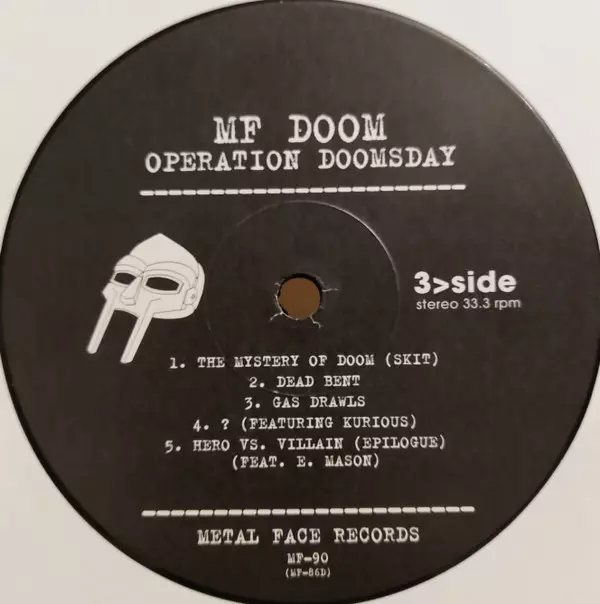 MF DOOM
OPERATION DOOMSDAY
3>side
stereo 33.3 rpm
1. THE MYSTERY OF DOOM (SKIT)
2. DEAD BENT
3. GAS DRAWLS
4. ? (FEATURING KURIOUS)
5. HERO VS. VILLAIN (EPILOGUE)
(FEAT. E. MASON)
METAL FACE RECORDS
MF-90
(MF-86D)